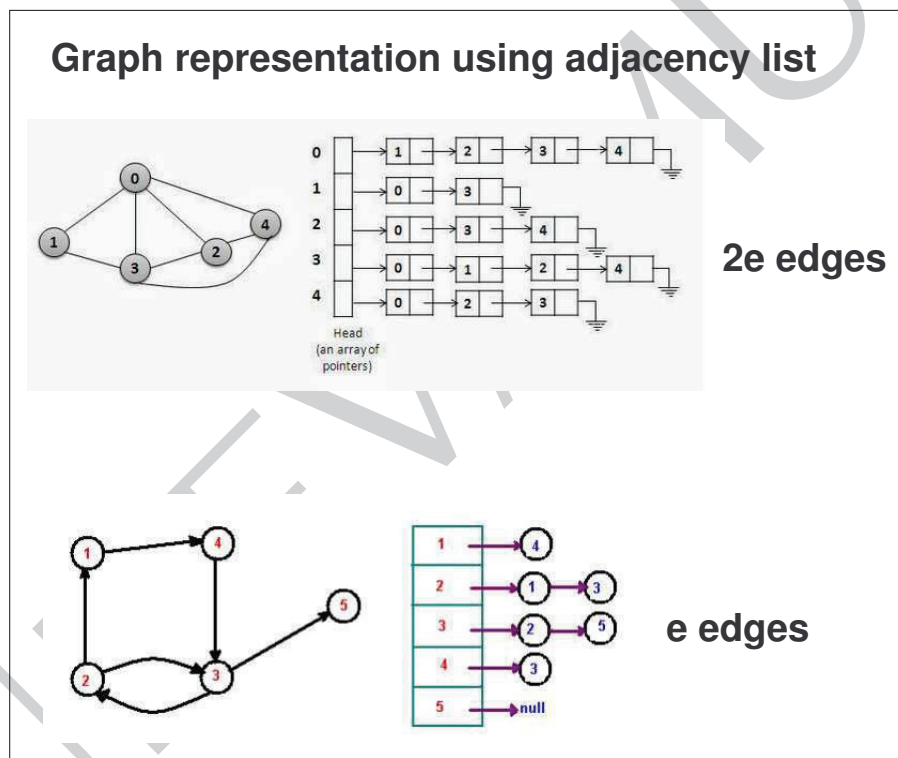 Graph representation using adjacency list
0
1
2
3
4
0 1 2 3 4
1 0 3
2 0 3 4
3 0 1 2 4
4 0 2 3
Head
(an array of
pointers)
2e edges
1
4
5
2
3
1 4
2 1 3
3 2 5
4 3
5 null
e edges